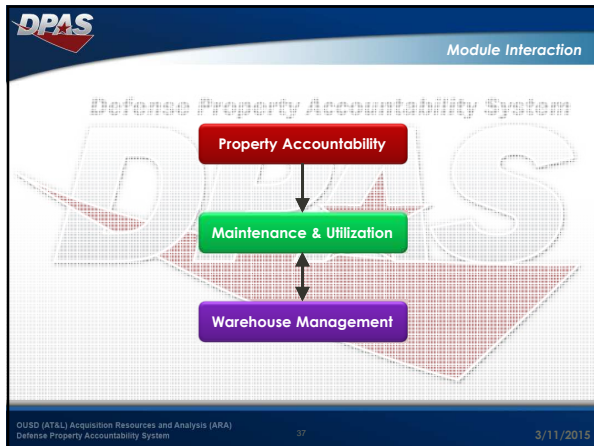 DPAS
Module Interaction
Defense Property Accountability System
DPAS
Property Accountability
Maintenance & Utilization
Warehouse Management
OUSD (AT&L) Acquisition Resources and Analysis (ARA)
Defense Property Accountability System
37
3/11/2015